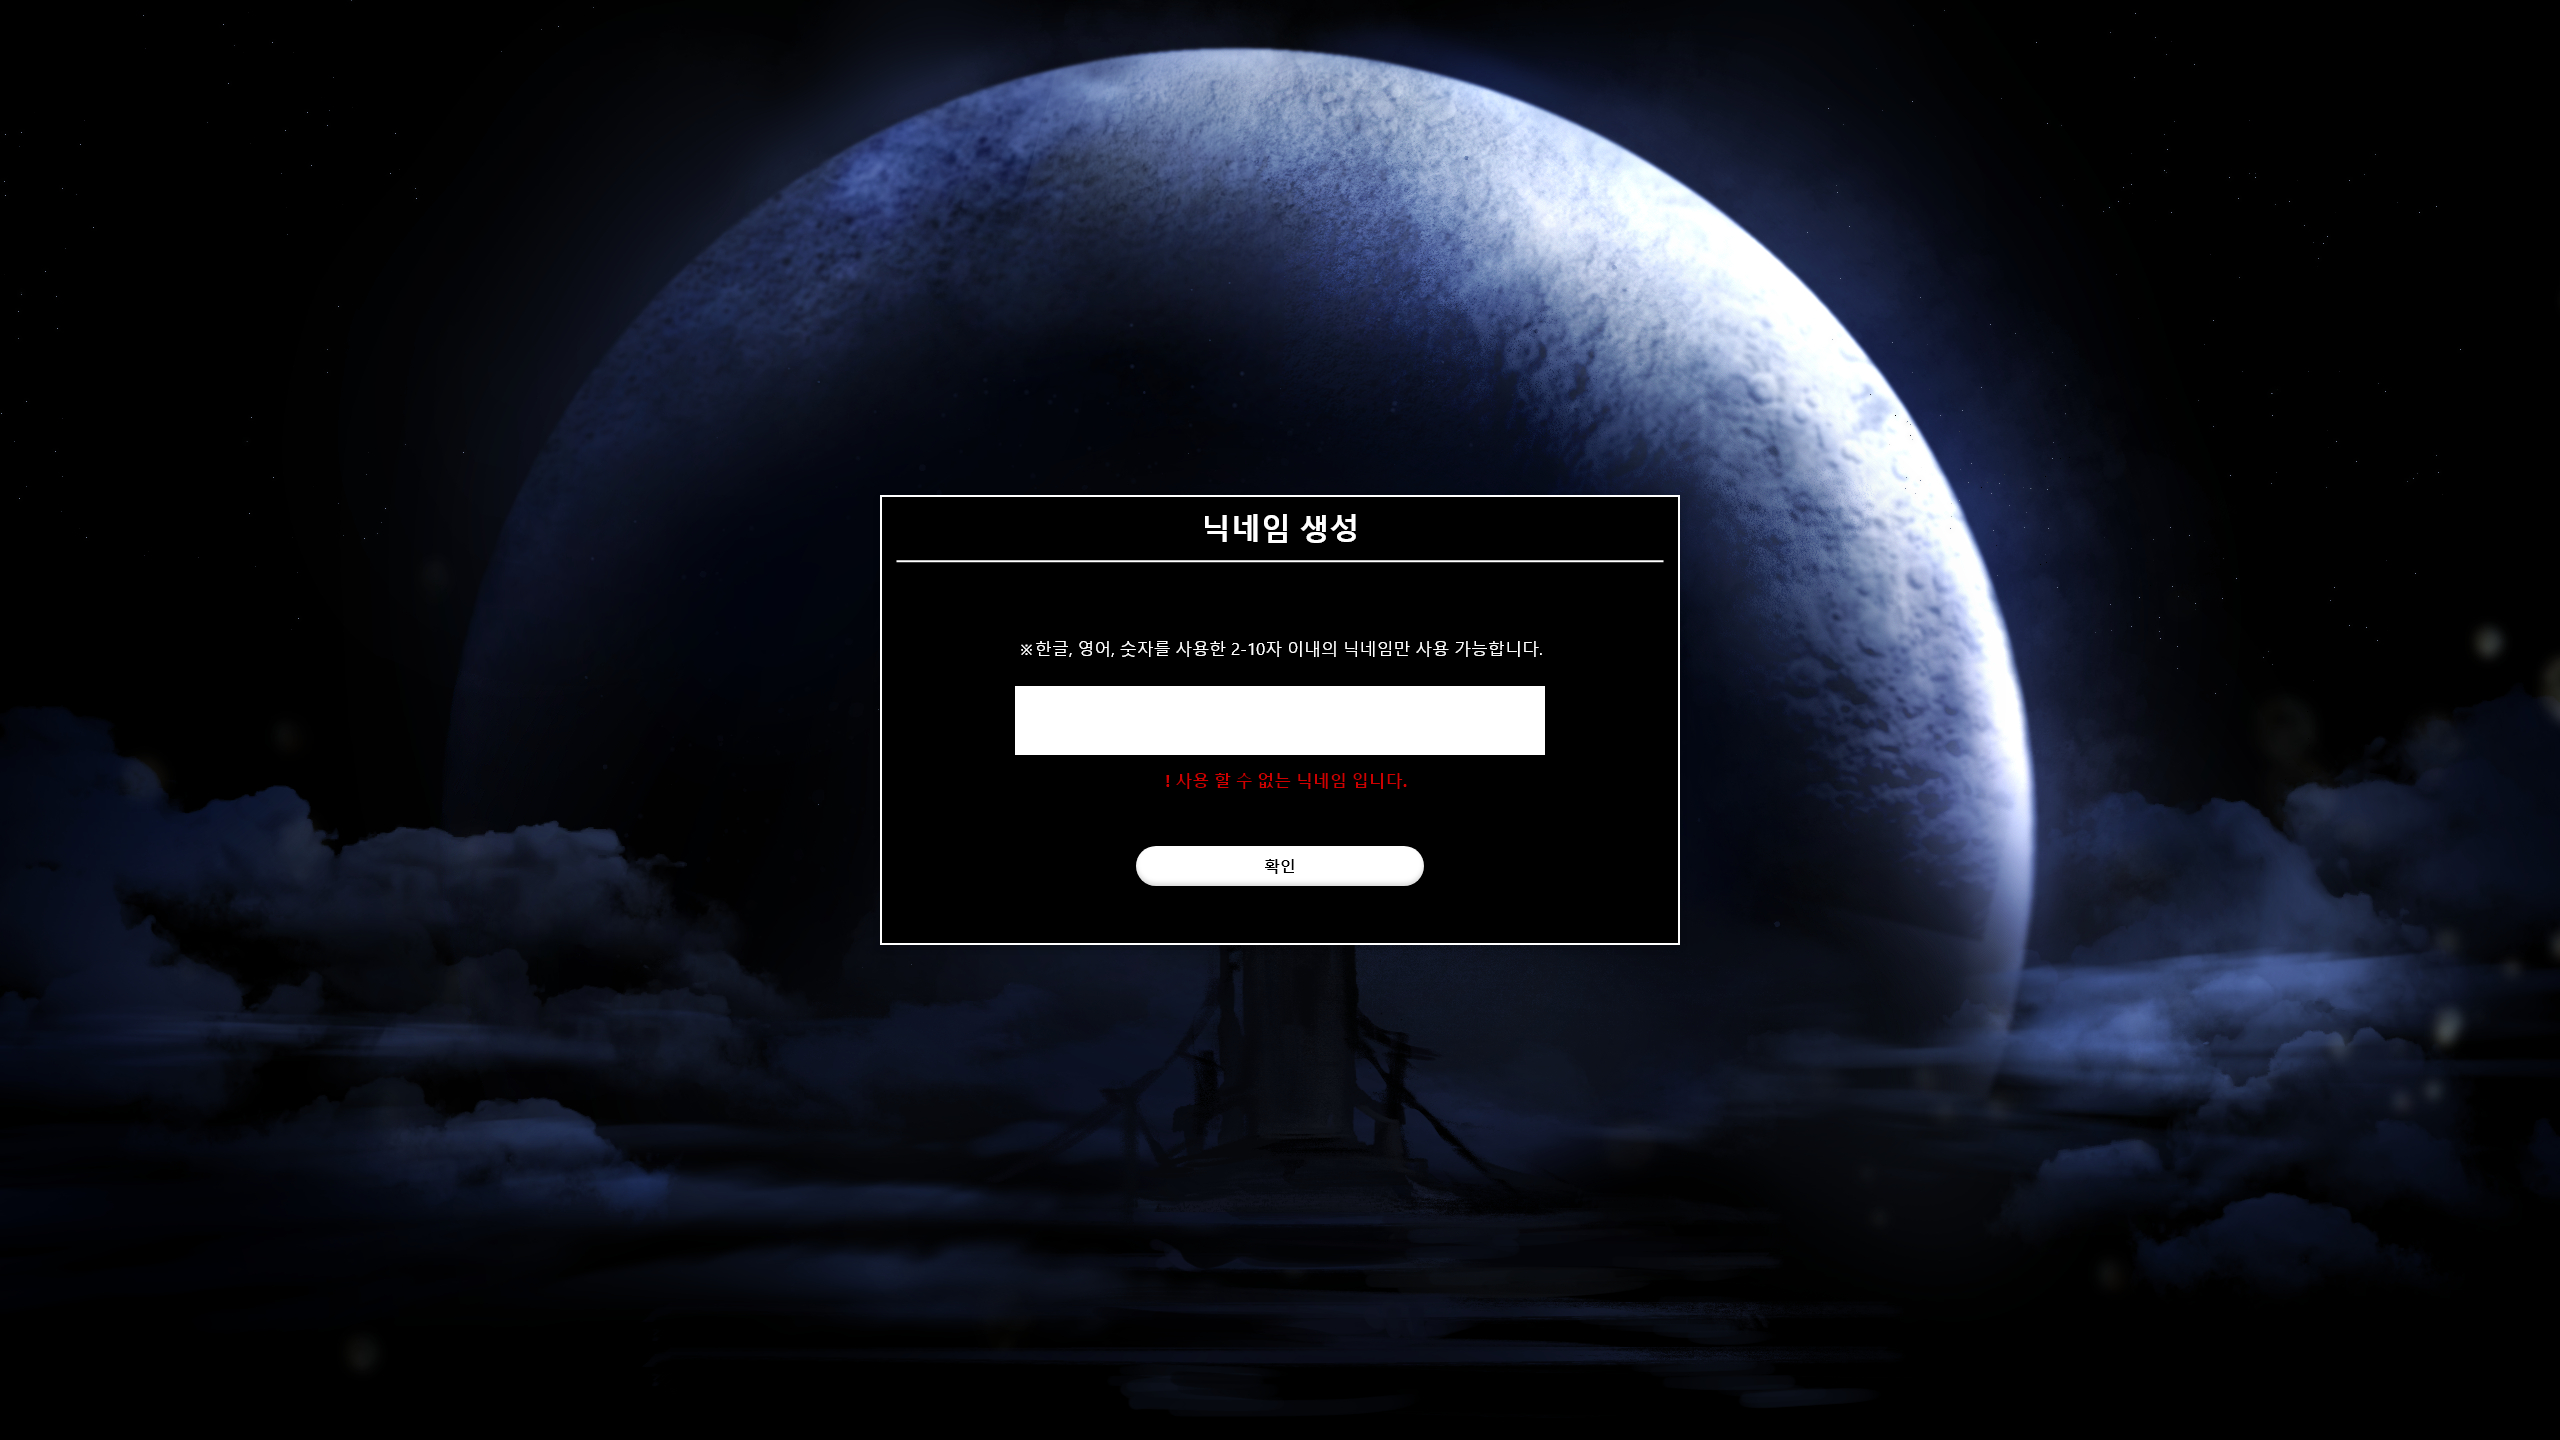 닉네임 생성
※한글, 영어, 숫자를 사용한 2-10자 이내의 닉네임만 사용 가능합니다.
! 사용 할 수 없는 닉네임 입니다.
확인